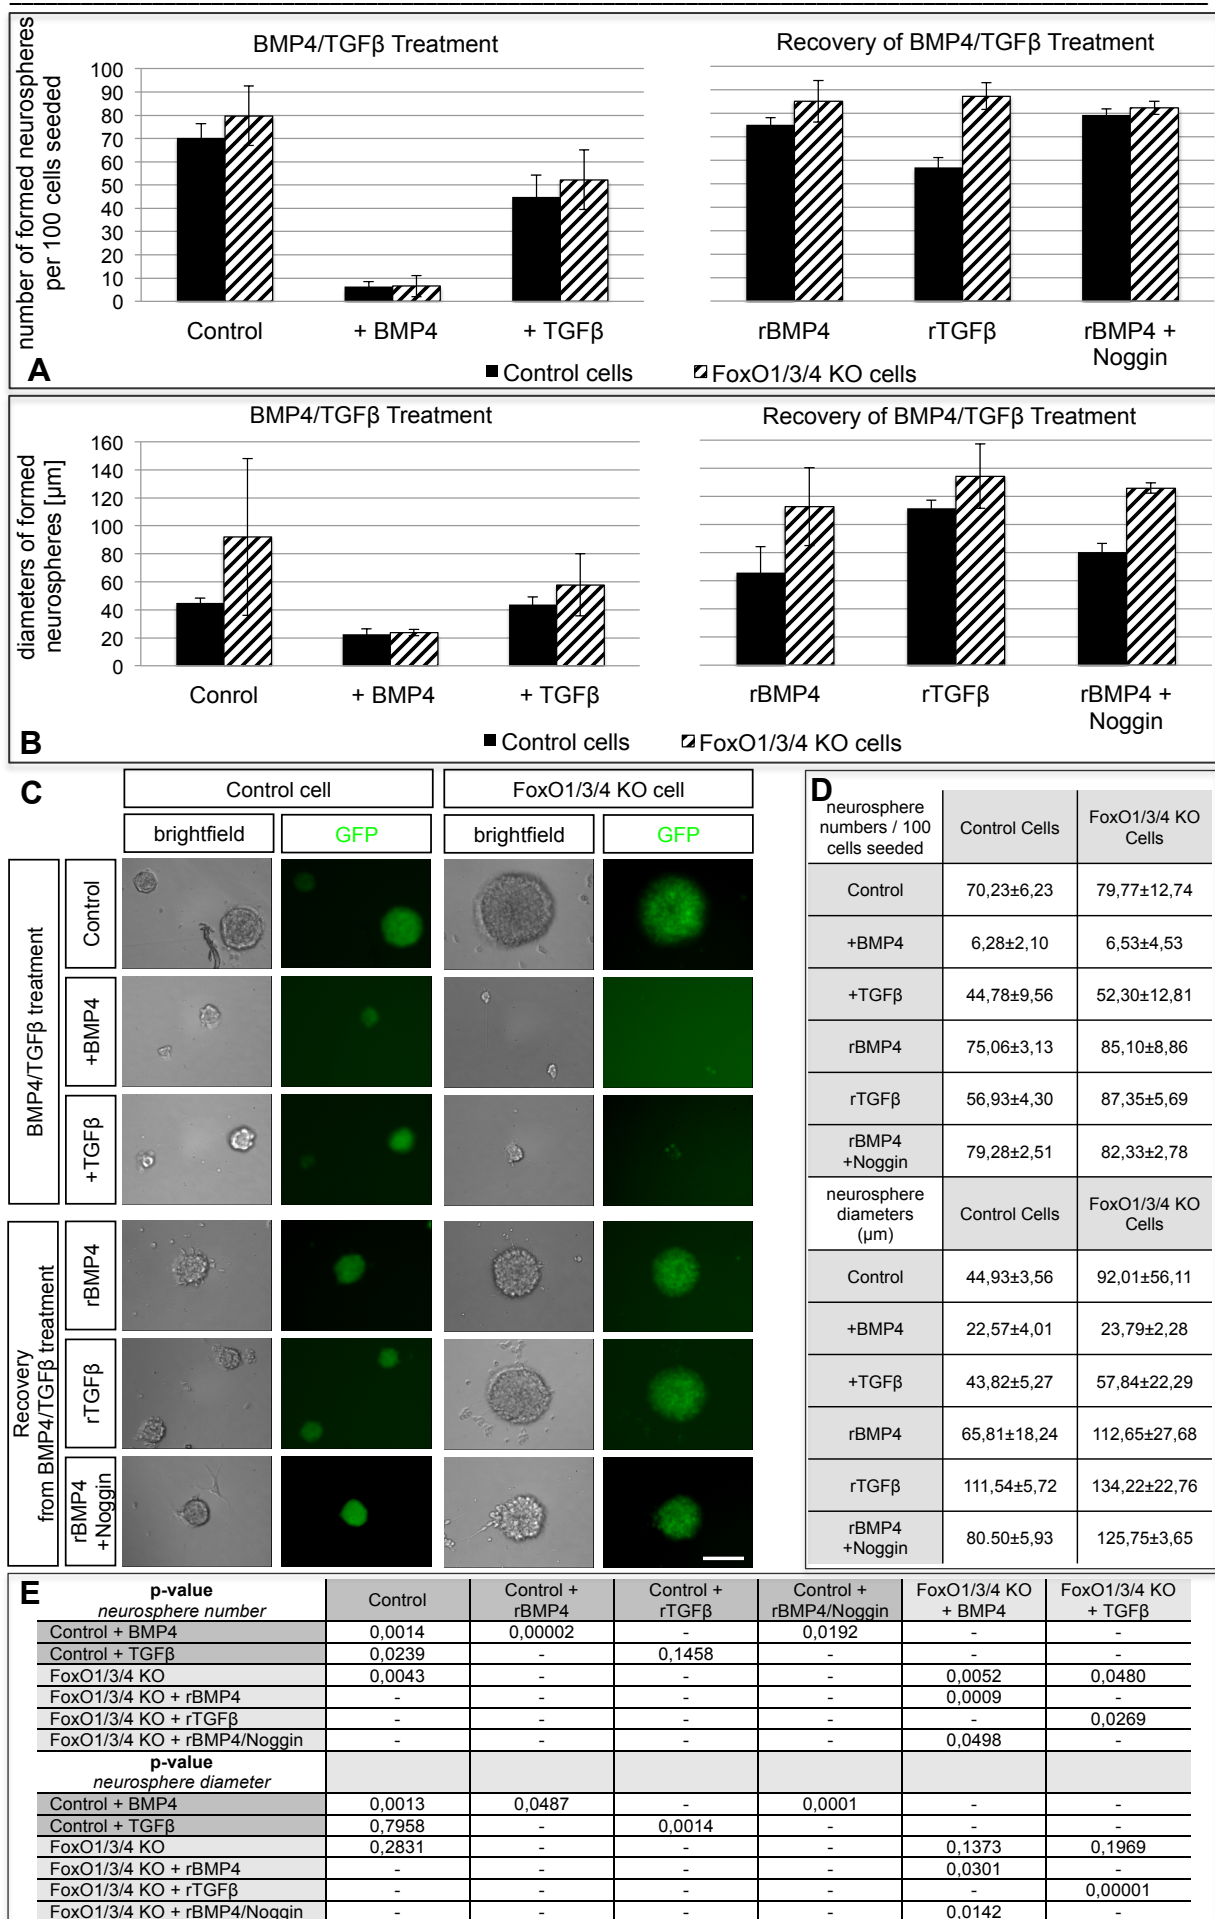 number of formed neurospheres
per 100 cells seeded
BMP4/TGFβ Treatment
Recovery of BMP4/TGFβ Treatment
100
90
80
70
60
50
40
30
20
10
0
Control
+ BMP4
+ TGFβ
rBMP4
rTGFβ
rBMP4 +
Noggin
A
Control cells
FoxO1/3/4 KO cells
diameters of formed
neurospheres [µm]
BMP4/TGFβ Treatment
Recovery of BMP4/TGFβ Treatment
160
140
120
100
80
60
40
20
0
Conrol
+ BMP4
+ TGFβ
rBMP4
rTGFβ
rBMP4 +
Noggin
B
Control cells
FoxO1/3/4 KO cells
C
Control cell
FoxO1/3/4 KO cell
brightfield
GFP
brightfield
GFP
BMP4/TGFβ treatment
Control
+BMP4
+TGFβ
Recovery
from BMP4/TGFβ treatment
rBMP4
rTGFβ
rBMP4
+Noggin
D
neurosphere
numbers / 100
cells seeded
Control Cells
FoxO1/3/4 KO
Cells
Control 70,23±6,23 79,77±12,74
+BMP4 6,28±2,10 6,53±4,53
+TGFβ 44,78±9,56 52,30±12,81
rBMP4 75,06±3,13 85,10±8,86
rTGFβ 56,93±4,30 87,35±5,69
rBMP4
+Noggin 79,28±2,51 82,33±2,78
neurosphere
diameters
(µm)
Control Cells
FoxO1/3/4 KO
Cells
Control 44,93±3,56 92,01±56,11
+BMP4 22,57±4,01 23,79±2,28
+TGFβ 43,82±5,27 57,84±22,29
rBMP4 65,81±18,24 112,65±27,68
rTGFβ 111,54±5,72 134,22±22,76
rBMP4
+Noggin 80.50±5,93 125,75±3,65
E
p-value
neurosphere number
Control
Control +
rBMP4
Control +
rTGFβ
Control +
rBMP4/Noggin
FoxO1/3/4 KO
+ BMP4
FoxO1/3/4 KO
+ TGFβ
Control + BMP4 0,0014 0,00002 - 0,0192 - -
Control + TGFβ 0,0239 - 0,1458 - - -
FoxO1/3/4 KO 0,0043 - - - 0,0052 0,0480
FoxO1/3/4 KO + rBMP4 - - - - 0,0009 -
FoxO1/3/4 KO + rTGFβ - - - - - 0,0269
FoxO1/3/4 KO + rBMP4/Noggin - - - - 0,0498 -
p-value
neurosphere diameter
Control + BMP4 0,0013 0,0487 - 0,0001 - -
Control + TGFβ 0,7958 - 0,0014 - - -
FoxO1/3/4 KO 0,2831 - - - 0,1373 0,1969
FoxO1/3/4 KO + rBMP4 - - - - 0,0301 -
FoxO1/3/4 KO + rTGFβ - - - - - 0,00001
FoxO1/3/4 KO + rBMP4/Noggin - - - - 0,0142 -